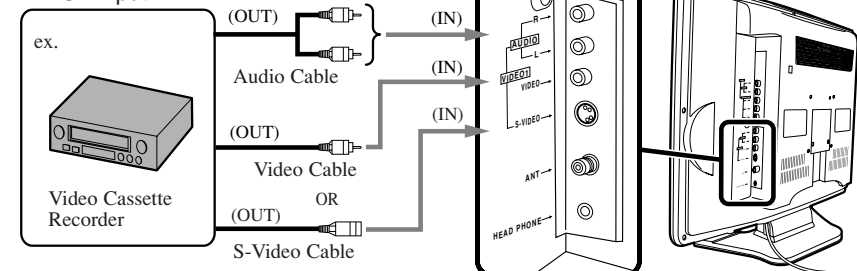 (OUT)
(IN)
ex.
Audio Cable
(IN)
(OUT)
(IN)
Video Cable
OR
Video Cassette
Recorder
(OUT)
S-Video Cable
R
AUDIO
L
VIDEO1
VIDEO
S-VIDEO
ANT
HEAD PHONE